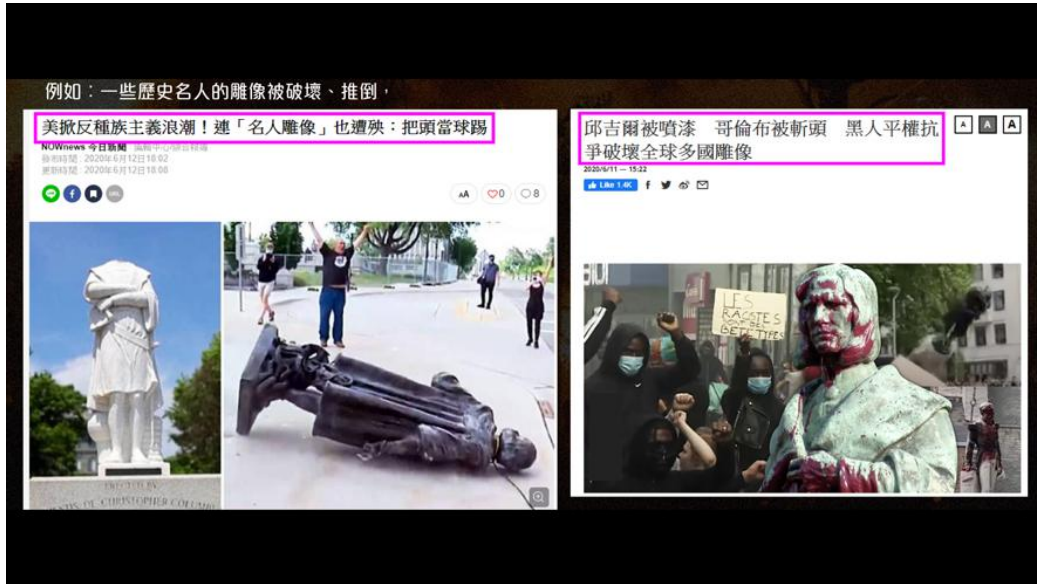 例如：一些歷史名人的雕像被破壞、推倒，
美掀反種族主義浪潮！連「名人雕像」也遭殃：把頭當球踢
NOWnews 今日新聞
發布時間：2020年6月12日18:02
更新時間：2020年6月12日18:08
AA
0
8
邱吉爾被噴漆 哥倫布被斬頭 黑人平權抗
爭破壞全球多國雕像
A A A
2020/6/11 — 15:22
Like 1.4K
LES
RACISTES
SONT DES
BETES TYPES